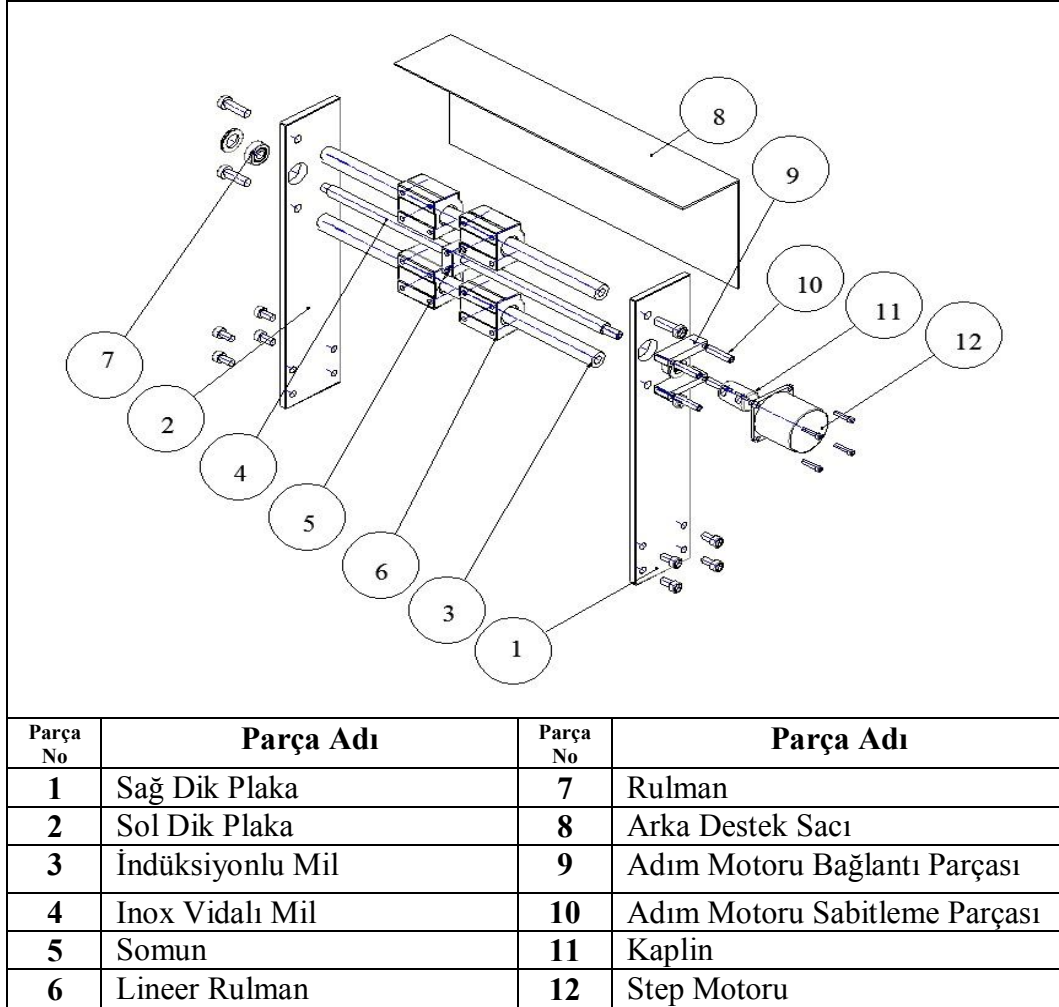 8
9
10
11
12
7
2
4
5
6
3
1
Parça No Parça Adı Parça No Parça Adı
1 Sağ Dik Plaka 7 Rulman
2 Sol Dik Plaka 8 Arka Destek Sacı
3 İndüksiyonlu Mil 9 Adım Motoru Bağlantı Parçası
4 Inox Vidalı Mil 10 Adım Motoru Sabitleme Parçası
5 Somun 11 Kaplin
6 Lineer Rulman 12 Step Motoru